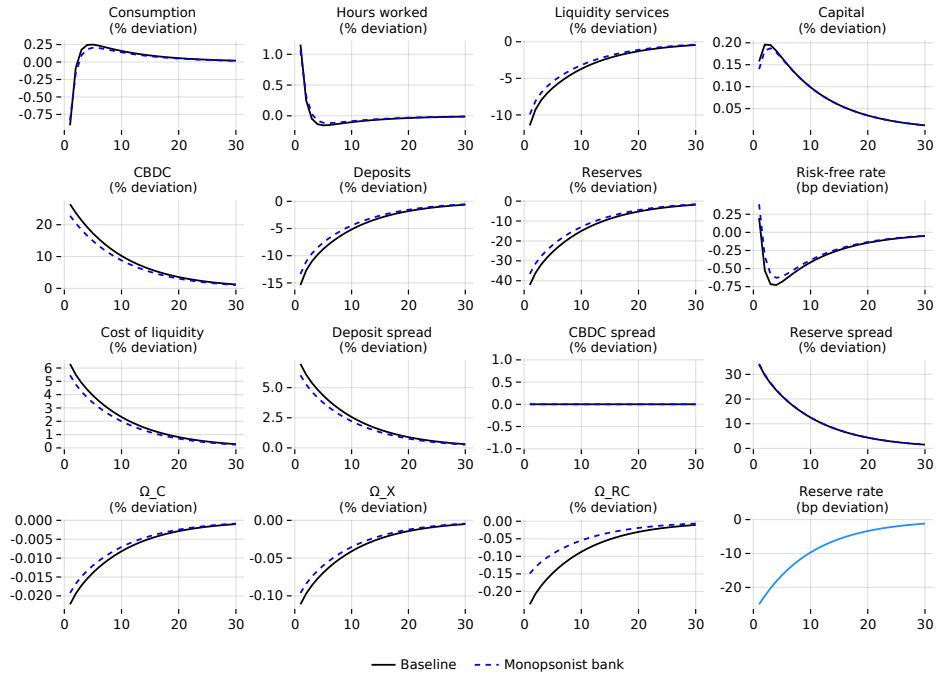 Consumption
(% deviation)
0.25
0.00
-0.25
-0.50
-0.75
0 10 20 30
Hours worked
(% deviation)
1.0
0.5
0.0
0 10 20 30
Liquidity services
(% deviation)
0
-5
-10
0 10 20 30
Capital
(% deviation)
0.20
0.15
0.10
0.05
0 10 20 30
CBDC
(% deviation)
20
10
0
0 10 20 30
Deposits
(% deviation)
0
-5
-10
-15
0 10 20 30
Reserves
(% deviation)
0
-10
-20
-30
-40
0 10 20 30
Risk-free rate
(bp deviation)
0.25
0.00
-0.25
-0.50
-0.75
0 10 20 30
Cost of liquidity
(% deviation)
6
5
4
3
2
1
0
0 10 20 30
Deposit spread
(% deviation)
5.0
2.5
0.0
0 10 20 30
CBDC spread
(% deviation)
1.0
0.5
0.0
-0.5
-1.0
0 10 20 30
Reserve spread
(% deviation)
30
20
10
0
0 10 20 30
Ω_C
(% deviation)
0.000
-0.005
-0.010
-0.015
-0.020
0 10 20 30
Ω_X
(% deviation)
0.00
-0.05
-0.10
0 10 20 30
Ω_RC
(% deviation)
0.00
-0.05
-0.10
-0.15
-0.20
0 10 20 30
Reserve rate
(bp deviation)
0
-10
-20
0 10 20 30
Baseline Monopsonist bank